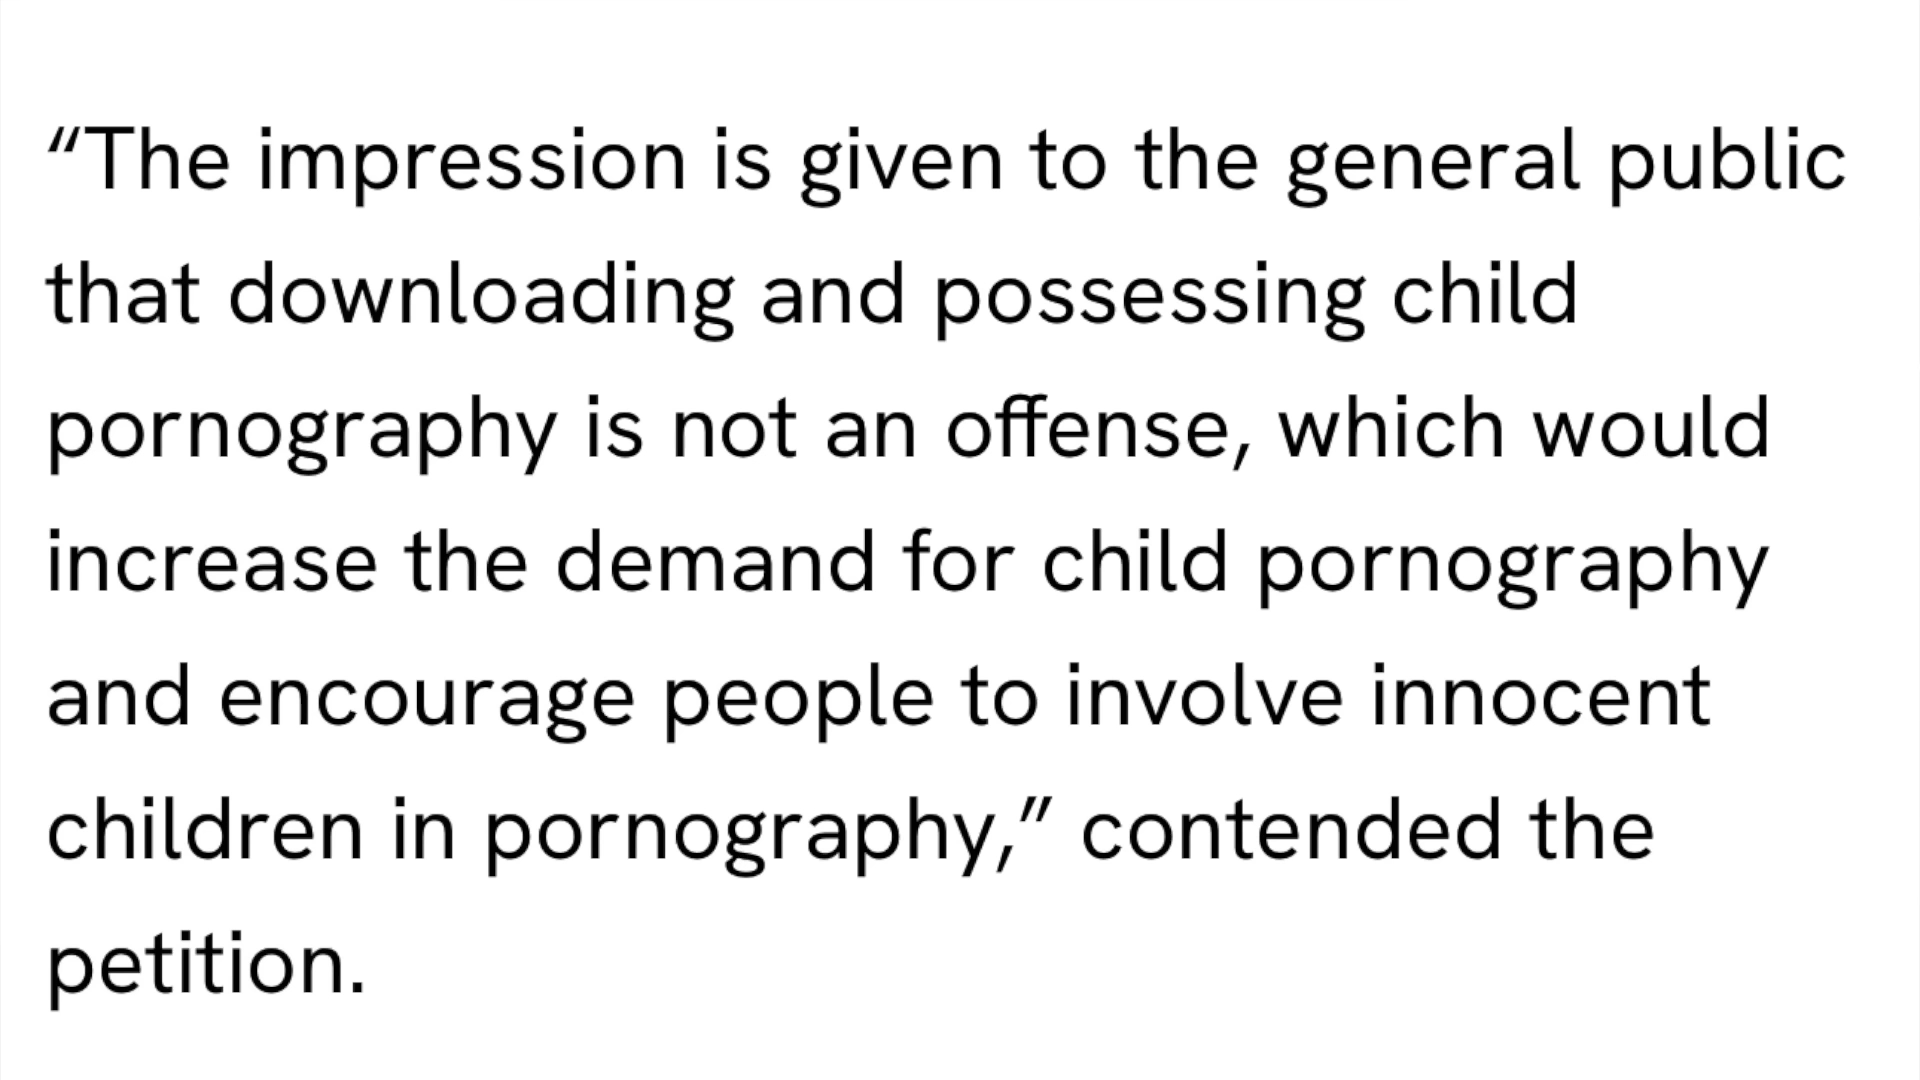 “The impression is given to the general public
that downloading and possessing child
pornography is not an offense, which would
increase the demand for child pornography
and encourage people to involve innocent
children in pornography,” contended the
petition.